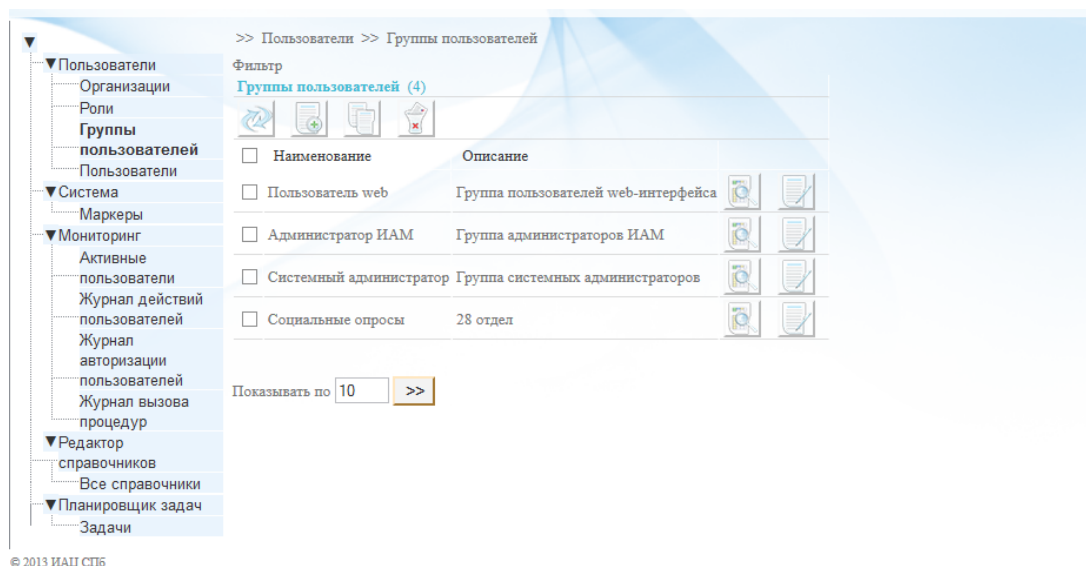 ▼
▼Пользователи
Организации
Роли
Группы
пользователей
Пользователи
▼Система
Маркеры
▼Мониторинг
Активные
пользователи
Журнал действий
пользователей
Журнал
авторизации
пользователей
Журнал вызова
процедур
▼Редактор
справочников
Все справочники
▼Планировщик задач
Задачи
>> Пользователи >> Группы пользователей
Фильтр
Группы пользователей (4)
Наименование Описание
Пользователь web Группа пользователей web-интерфейса
Администратор ИАМ Группа администраторов ИАМ
Системный администратор Группа системных администраторов
Социальные опросы 28 отдел
Показывать по 10 >>
© 2013 ИАЦ СПб